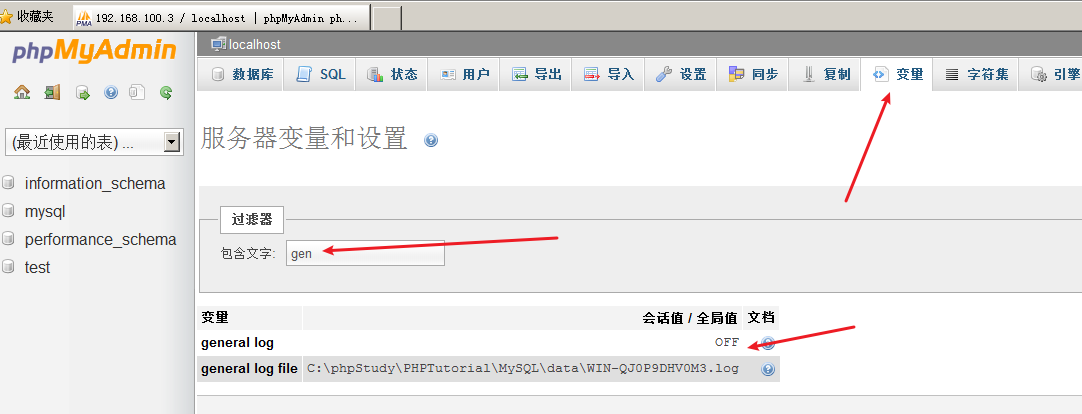 收藏夹
PMA
192.168.100.3 / localhost | phpMyAdmin ph...
phpMyAdmin
localhost
数据库
SQL
状态
用户
导出
导入
设置
同步
复制
变量
字符集
引擎
(最近使用的表) ...
information_schema
mysql
performance_schema
test
服务器变量和设置
过滤器
包含文字: gen
变量 会话值 / 全局值 文档
general log OFF
general log file C:\phpStudy\PHPTutorial\MySQL\data\WIN-QJ0P9DHV0M3.log